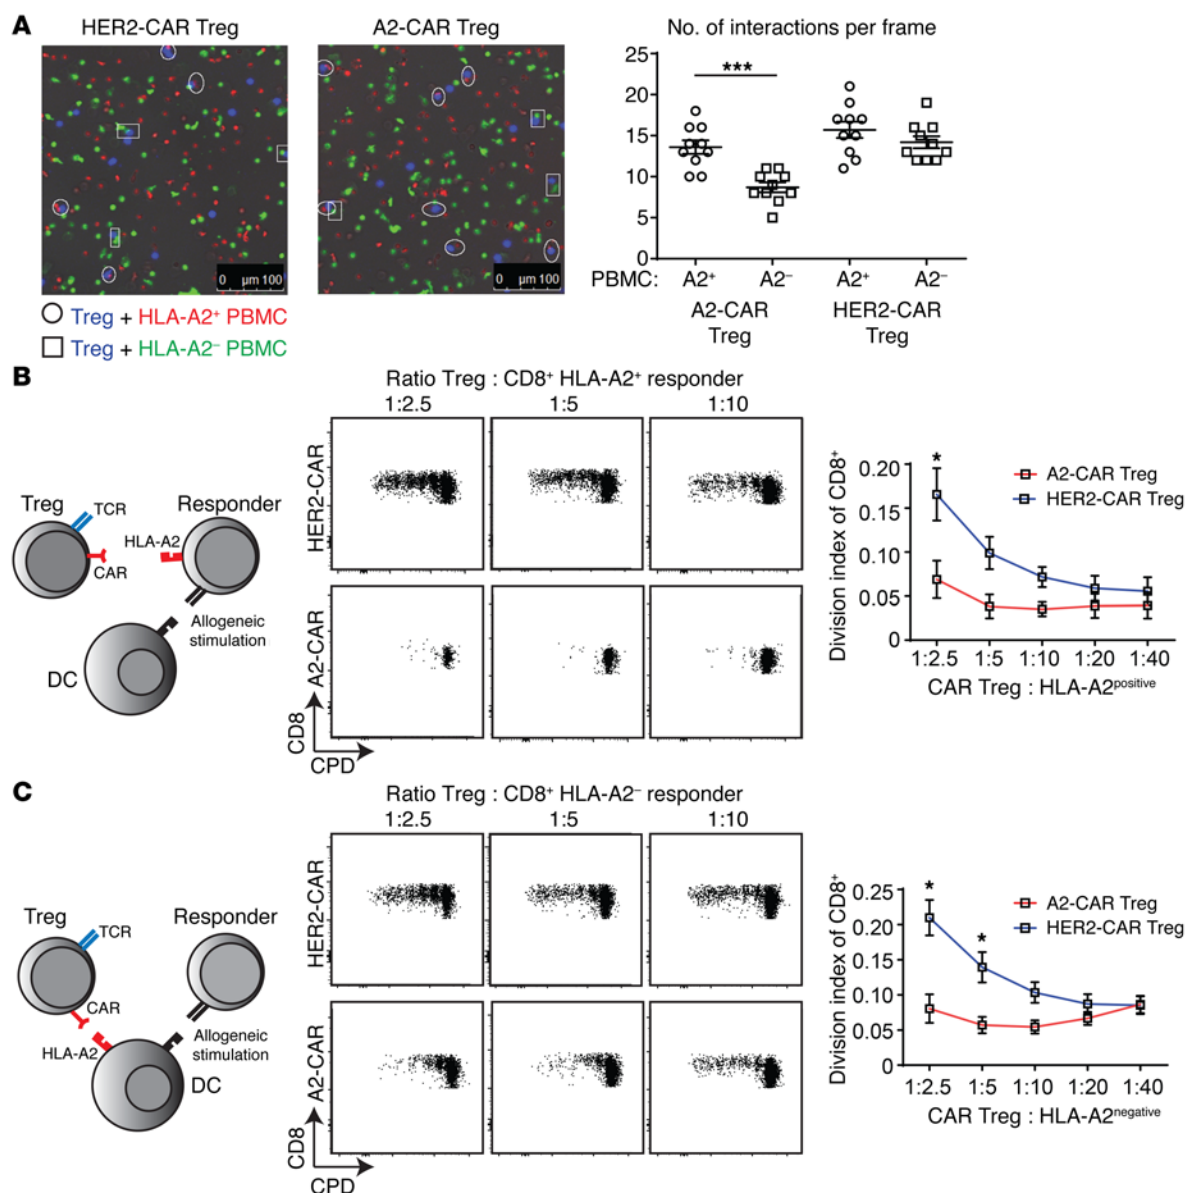 A
HER2-CAR Treg
A2-CAR Treg
0 µm 100
0 µm 100
○ Treg + HLA-A2⁺ PBMC
□ Treg + HLA-A2⁻ PBMC
No. of interactions per frame
***
25
20
15
10
5
0
PBMC: A2⁺ A2⁻ A2⁺ A2⁻
A2-CAR HER2-CAR
Treg Treg
B
Ratio Treg : CD8⁺ HLA-A2⁺ responder
1:2.5 1:5 1:10
Treg
TCR
Responder
HLA-A2
CAR
Allogeneic
stimulation
DC
HER2-CAR
A2-CAR
CD8
CPD
Division index of CD8⁺
*
A2-CAR Treg
HER2-CAR Treg
0.20
0.15
0.10
0.05
0
1:2.5 1:5 1:10 1:20 1:40
CAR Treg : HLA-A2positive
C
Ratio Treg : CD8⁺ HLA-A2⁻ responder
1:2.5 1:5 1:10
Treg
TCR
Responder
CAR
HLA-A2
Allogeneic
stimulation
DC
HER2-CAR
A2-CAR
CD8
CPD
Division index of CD8⁺
*
*
A2-CAR Treg
HER2-CAR Treg
0.25
0.20
0.15
0.10
0.05
0
1:2.5 1:5 1:10 1:20 1:40
CAR Treg : HLA-A2negative